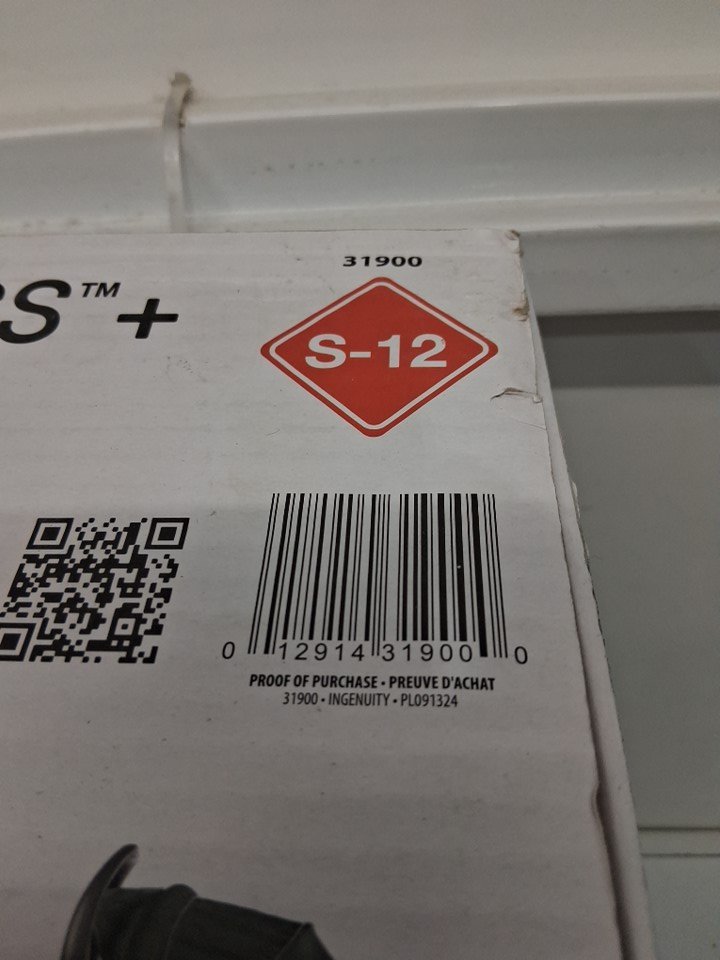 31900
S™+
S-12
0 12914 31900 0
PROOF OF PURCHASE • PREUVE D'ACHAT
31900 • INGENUITY • PL091324